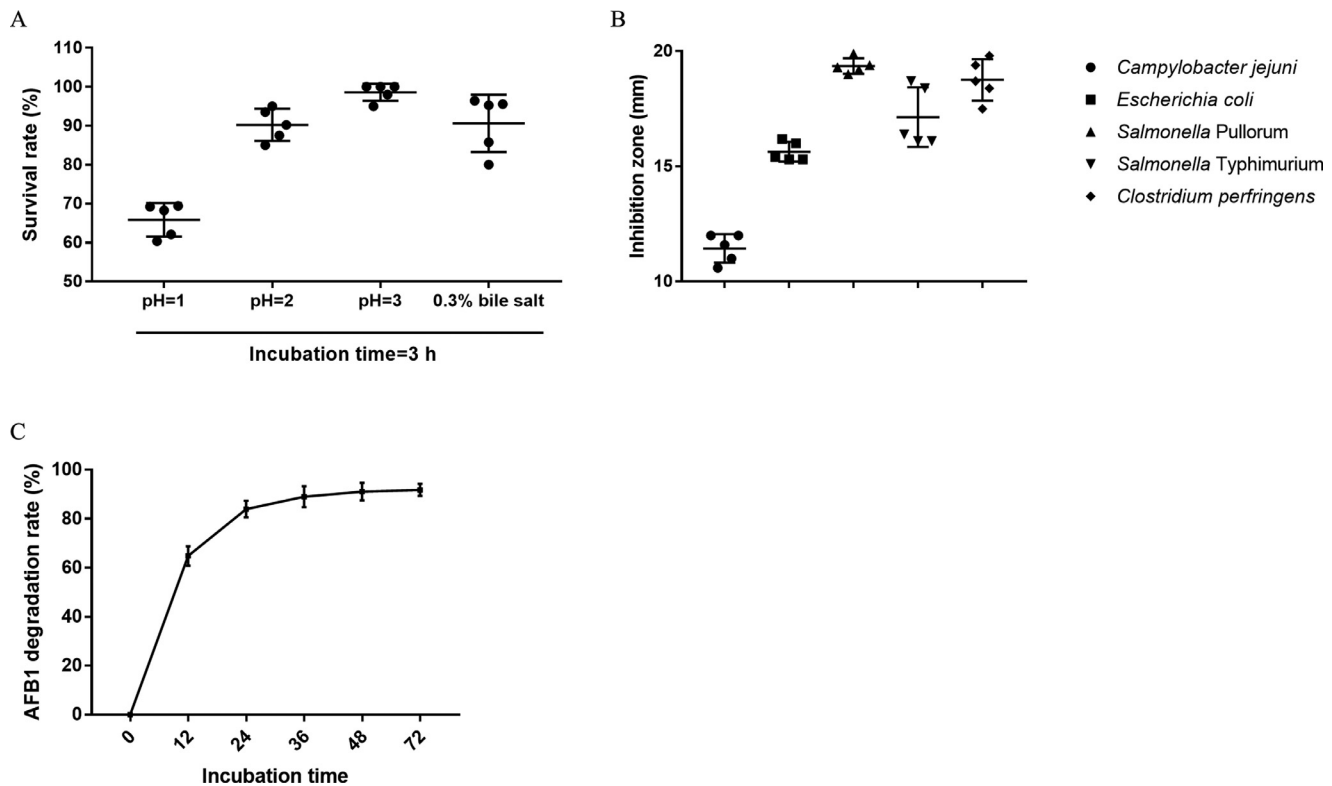 A
Survival rate (%)
110
100
90
80
70
60
50
pH=1
pH=2
pH=3
0.3% bile salt
Incubation time=3 h
B
Inhibition zone (mm)
20
15
10
Campylobacter jejuni
Escherichia coli
Salmonella Pullorum
Salmonella Typhimurium
Clostridium perfringens
C
AFB1 degradation rate (%)
100
80
60
40
20
0
0
12
24
36
48
72
Incubation time